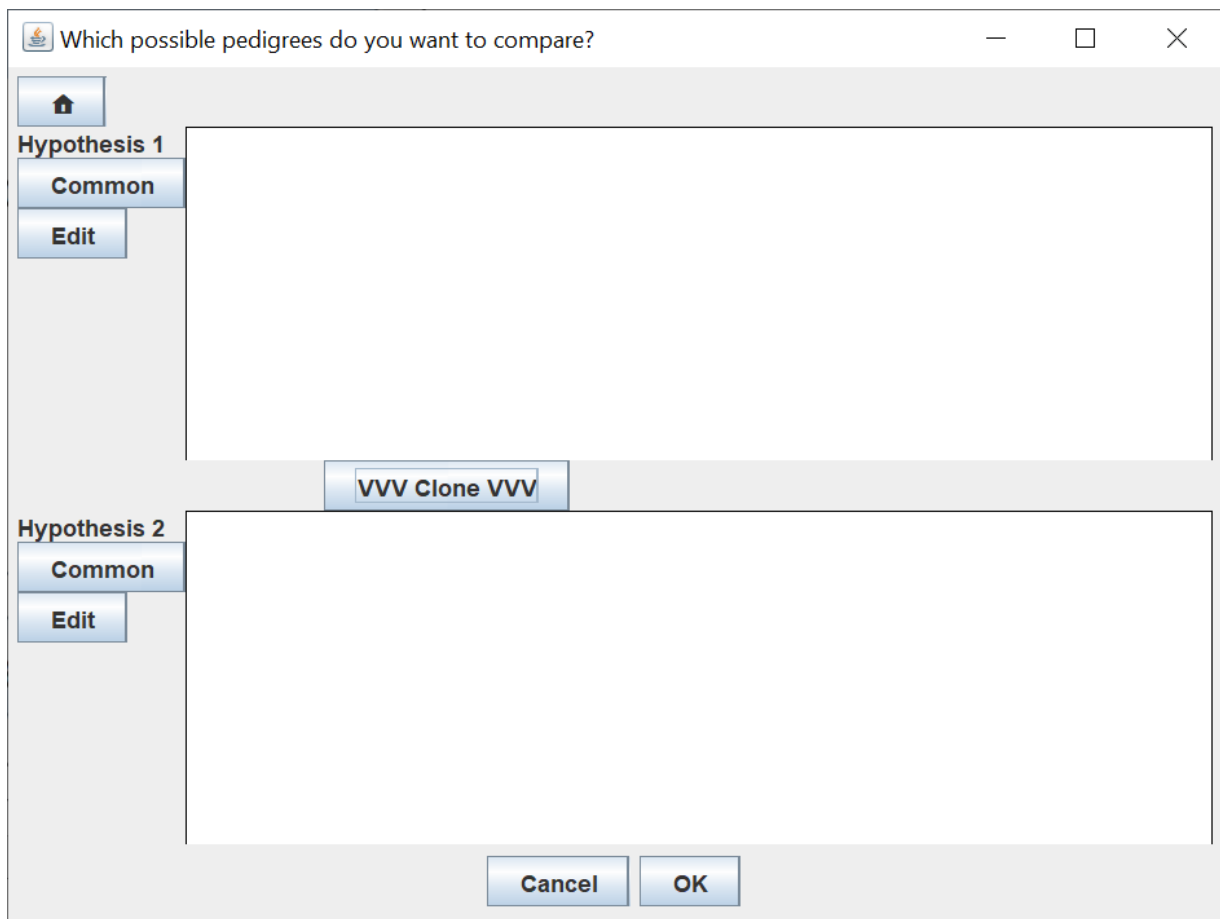 Which possible pedigrees do you want to compare?
Hypothesis 1
Common
Edit
VVV Clone VVV
Hypothesis 2
Common
Edit
Cancel OK